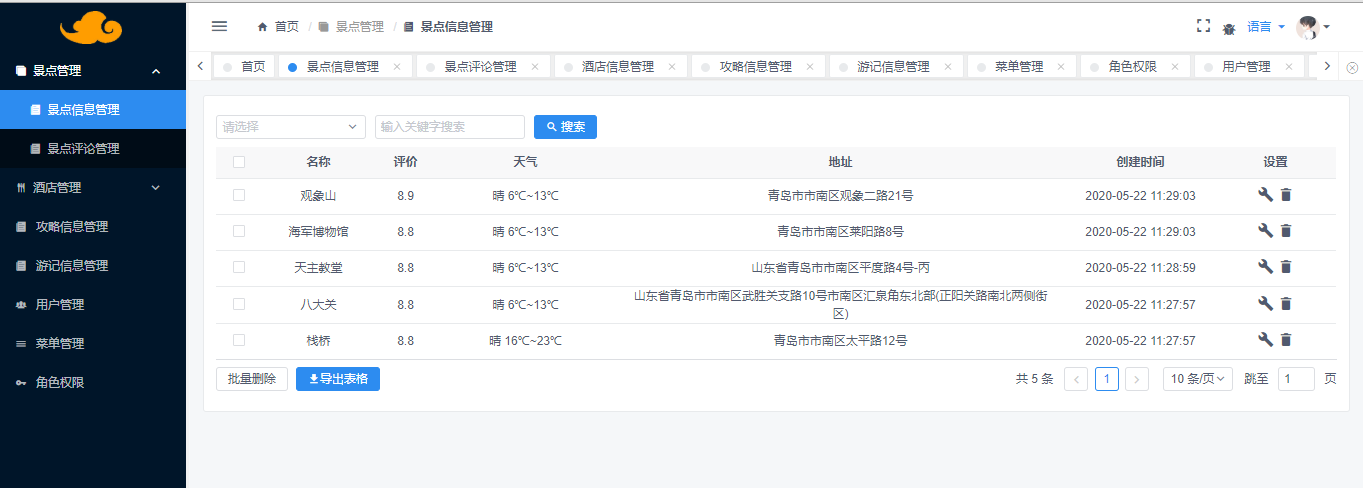 首页 / 景点管理 / 景点信息管理
语言
首页 景点信息管理 景点评论管理 酒店信息管理 攻略信息管理 游记信息管理 菜单管理 角色权限 用户管理
景点管理
景点信息管理
景点评论管理
酒店管理
攻略信息管理
游记信息管理
用户管理
菜单管理
角色权限
请选择 输入关键字搜索 搜索
名称 评价 天气 地址 创建时间 设置
观象山 8.9 晴 6℃~13℃ 青岛市市南区观象二路21号 2020-05-22 11:29:03
海军博物馆 8.8 晴 6℃~13℃ 青岛市市南区莱阳路8号 2020-05-22 11:29:03
天主教堂 8.8 晴 6℃~13℃ 山东省青岛市市南区平度路4号-丙 2020-05-22 11:28:59
八大关 8.8 晴 6℃~13℃ 山东省青岛市市南区武胜关支路10号市南区汇泉角东北部(正阳关路南北两侧街 2020-05-22 11:27:57
区)
栈桥 8.8 晴 16℃~23℃ 青岛市市南区太平路12号 2020-05-22 11:27:57
批量删除 导出表格 共 5 条 1 10 条/页 跳至 1 页